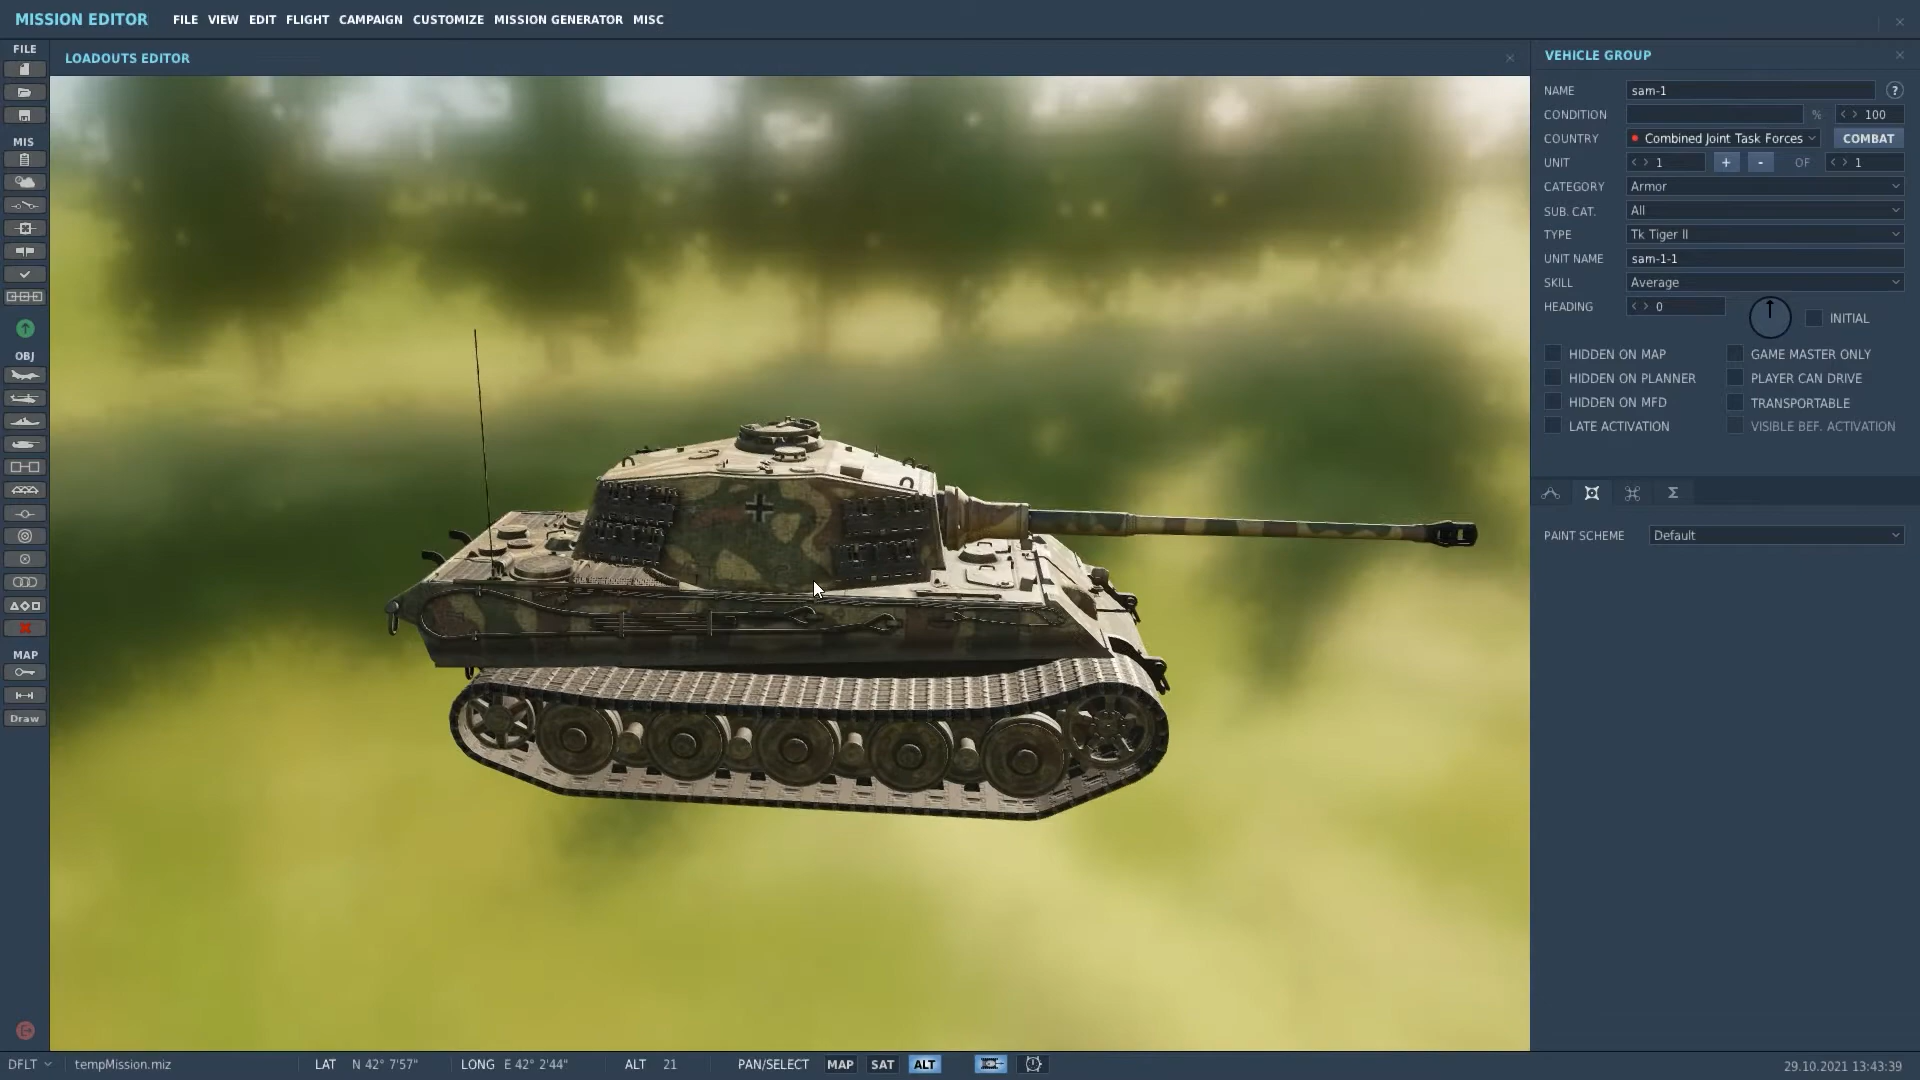 MISSION EDITOR FILE VIEW EDIT FLIGHT CAMPAIGN CUSTOMIZE MISSION GENERATOR MISC
FILE
LOADOUTS EDITOR
MIS
OBJ
MAP
Draw
VEHICLE GROUP
NAME sam-1 ?
CONDITION % < > 100
COUNTRY Combined Joint Task Forces COMBAT
UNIT < > 1 + - OF < > 1
CATEGORY Armor
SUB. CAT. All
TYPE Tk Tiger II
UNIT NAME sam-1-1
SKILL Average
HEADING < > 0 INITIAL
HIDDEN ON MAP GAME MASTER ONLY
HIDDEN ON PLANNER PLAYER CAN DRIVE
HIDDEN ON MFD TRANSPORTABLE
LATE ACTIVATION VISIBLE BEF. ACTIVATION
Σ
PAINT SCHEME Default
DFLT tempMission.miz LAT N 42° 7'57" LONG E 42° 2'44" ALT 21 PAN/SELECT MAP SAT ALT 29.10.2021 13:43:39